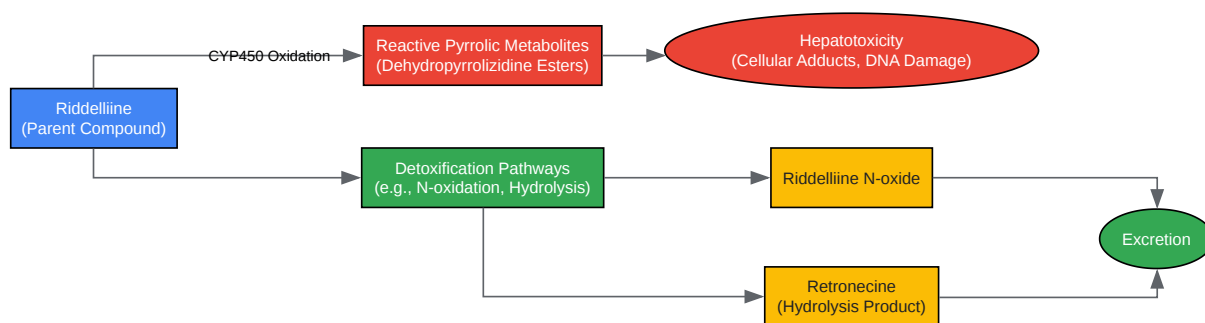 Riddelliine
(Parent Compound)
CYP450 Oxidation
Reactive Pyrrolic Metabolites
(Dehydropyrrolizidine Esters)
Hepatotoxicity
(Cellular Adducts, DNA Damage)
Detoxification Pathways
(e.g., N-oxidation, Hydrolysis)
Riddelliine N-oxide
Retronecine
(Hydrolysis Product)
Excretion